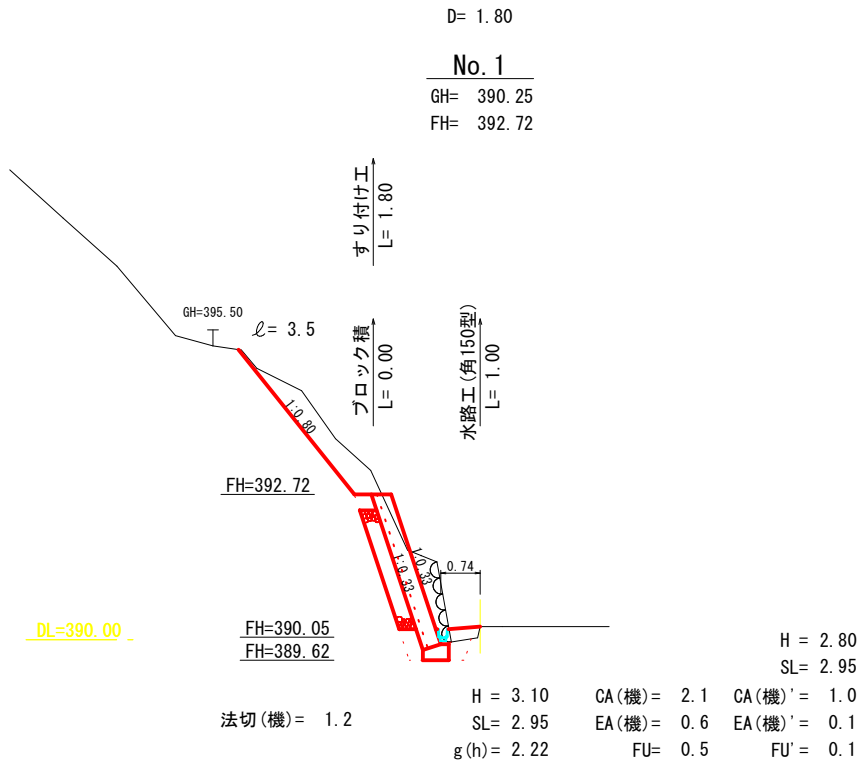 D= 1.80
No.1
GH= 390.25
FH= 392.72
すり付け工
L= 1.80
GH=395.50
ℓ= 3.5
ブロック積
L= 0.00
水路工(角150型)
L= 1.00
1:0.80
FH=392.72
1:0.33
1:0.33
0.74
DL=390.00
FH=390.05
FH=389.62
H = 2.80
SL= 2.95
H = 3.10 CA(機)= 2.1 CA(機)'= 1.0
法切(機)= 1.2 SL= 2.95 EA(機)= 0.6 EA(機)'= 0.1
g(h)= 2.22 FU= 0.5 FU'= 0.1